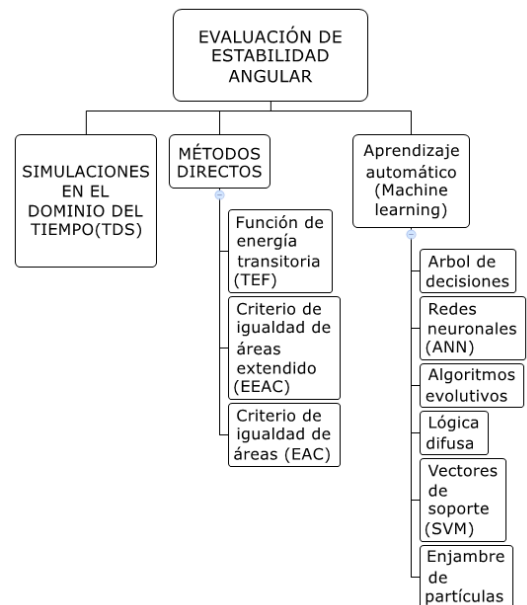 EVALUACIÓN DE
ESTABILIDAD
ANGULAR
SIMULACIONES
EN EL
DOMINIO DEL
TIEMPO(TDS)
MÉTODOS
DIRECTOS
Función de
energía
transitoria
(TEF)
Criterio de
igualdad de
áreas
extendido
(EEAC)
Criterio de
igualdad de
áreas (EAC)
Aprendizaje
automático
(Machine
learning)
Arbol de
decisiones
Redes
neuronales
(ANN)
Algoritmos
evolutivos
Lógica
difusa
Vectores
de
soporte
(SVM)
Enjambre
de
partículas